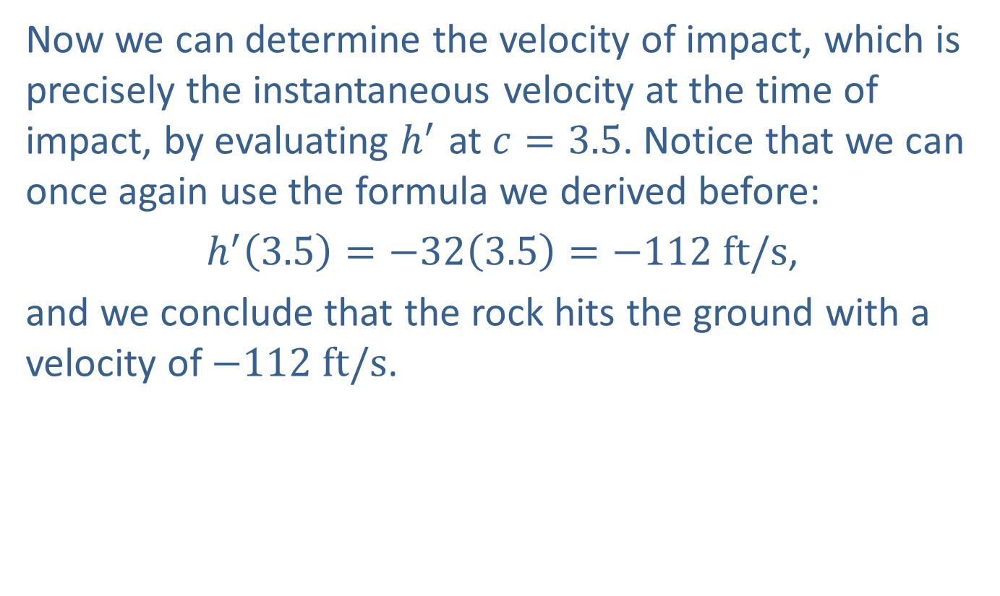 Now we can determine the velocity of impact, which is
precisely the instantaneous velocity at the time of
impact, by evaluating ℎ′ at 𝑐 = 3.5. Notice that we can
once again use the formula we derived before:
ℎ′(3.5) = −32(3.5) = −112 ft/s,
and we conclude that the rock hits the ground with a
velocity of −112 ft/s.